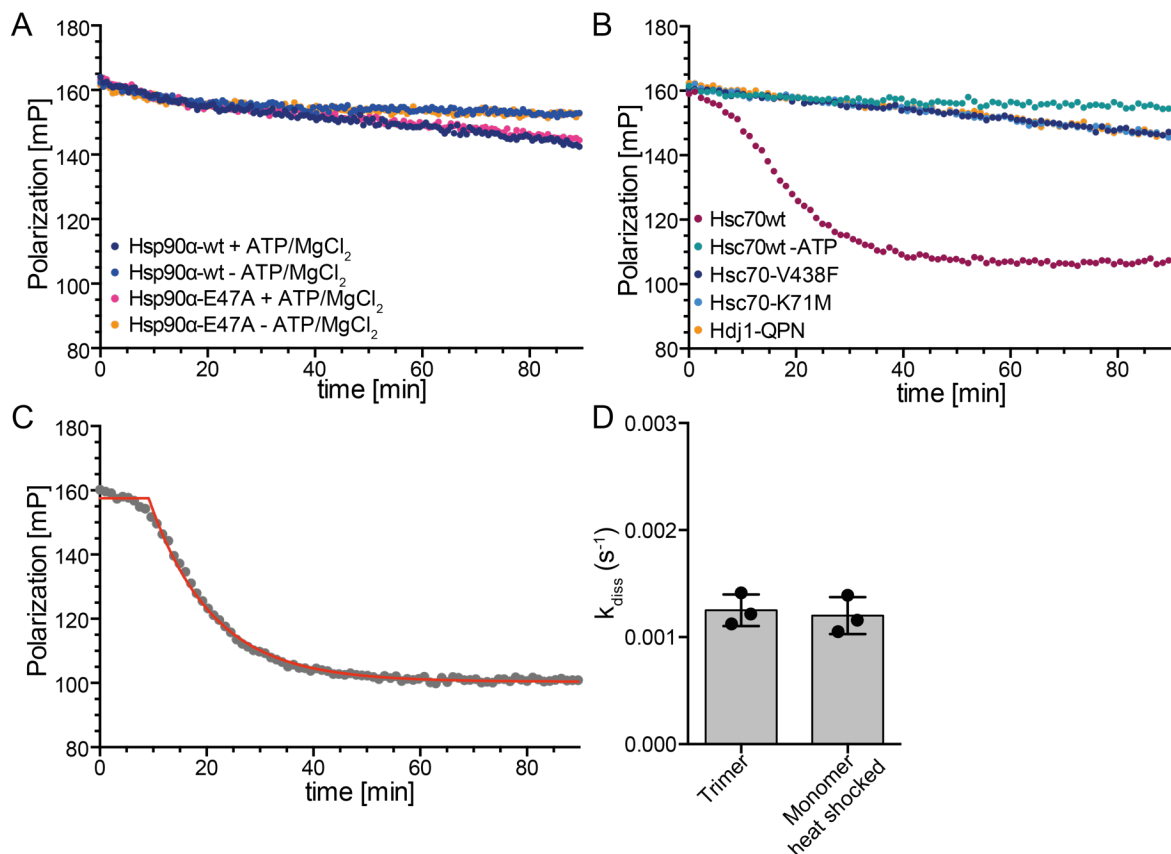 A
180
160
140
120
100
80
Polarization [mP]
Hsp90α-wt + ATP/MgCl2
Hsp90α-wt - ATP/MgCl2
Hsp90α-E47A + ATP/MgCl2
Hsp90α-E47A - ATP/MgCl2
0 20 40 60 80
time [min]
B
180
160
140
120
100
80
Polarization [mP]
Hsc70wt
Hsc70wt -ATP
Hsc70-V438F
Hsc70-K71M
Hdj1-QPN
0 20 40 60 80
time [min]
C
180
160
140
120
100
80
Polarization [mP]
0 20 40 60 80
time [min]
D
0.003
0.002
0.001
0.000
kdiss (s-1)
Trimer
Monomer
heat shocked